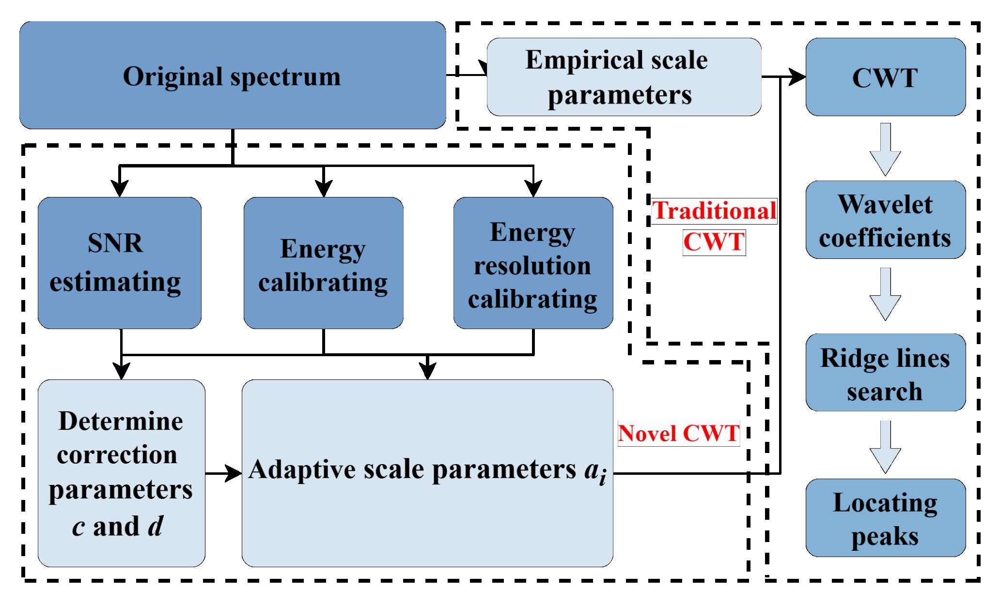 Original spectrum
Empirical scale
parameters
CWT
Traditional
CWT
Wavelet
coefficients
SNR
estimating
Energy
calibrating
Energy
resolution
calibrating
Ridge lines
search
Determine
correction
parameters
c and d
Adaptive scale parameters aᵢ
Novel CWT
Locating
peaks